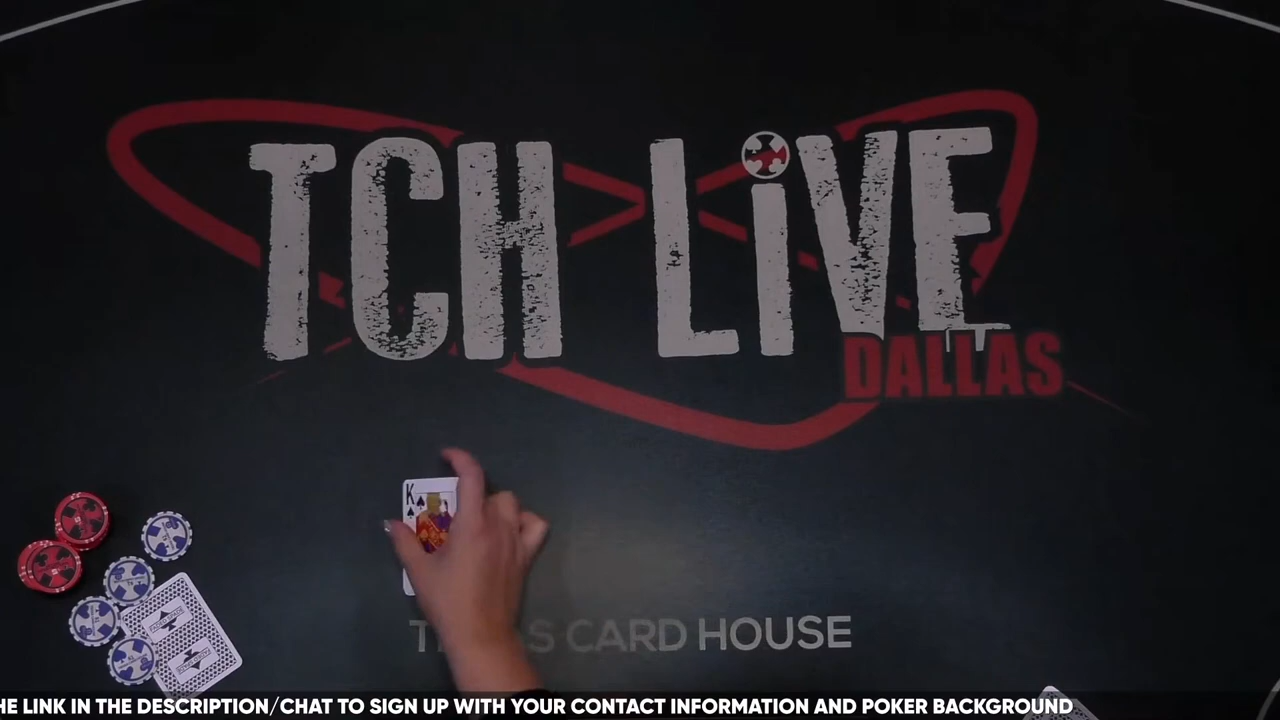 TCH LiVE
DALLAS
K
CARD HOUSE
HE LINK IN THE DESCRIPTION/CHAT TO SIGN UP WITH YOUR CONTACT INFORMATION AND POKER BACKGROUND